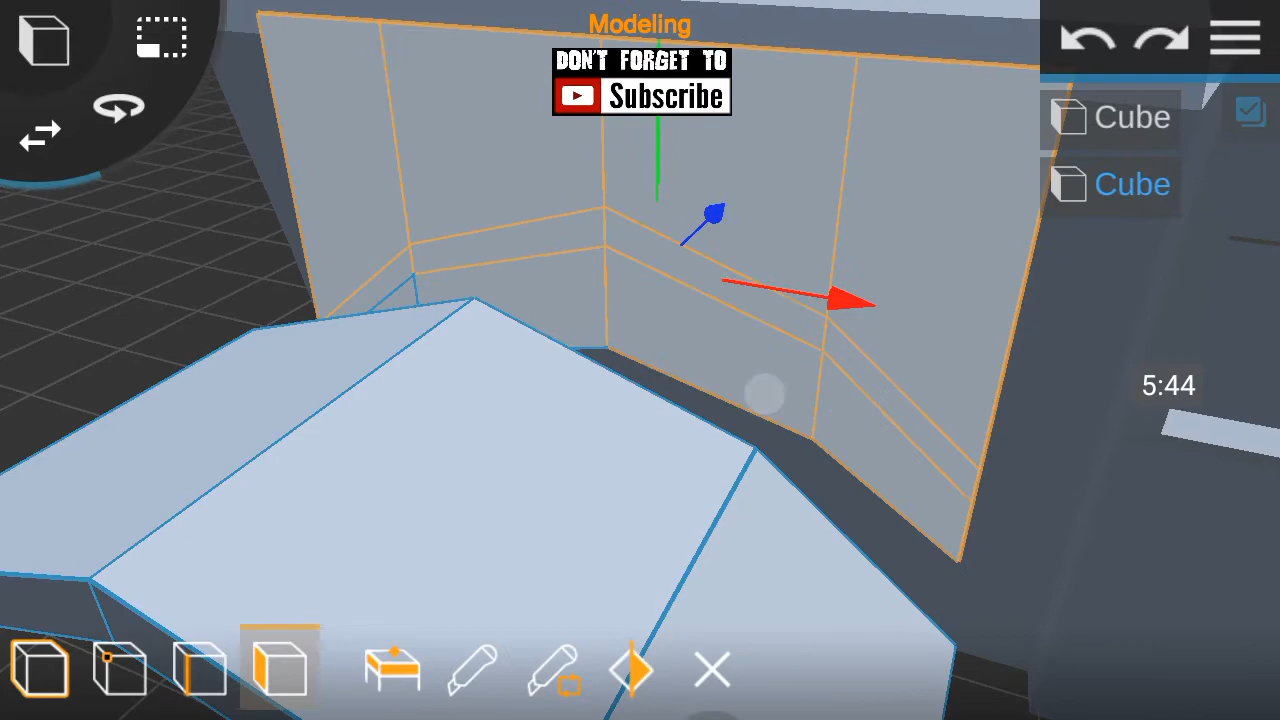 Modeling
DON'T FORGET TO
Subscribe
Cube
Cube
5:44